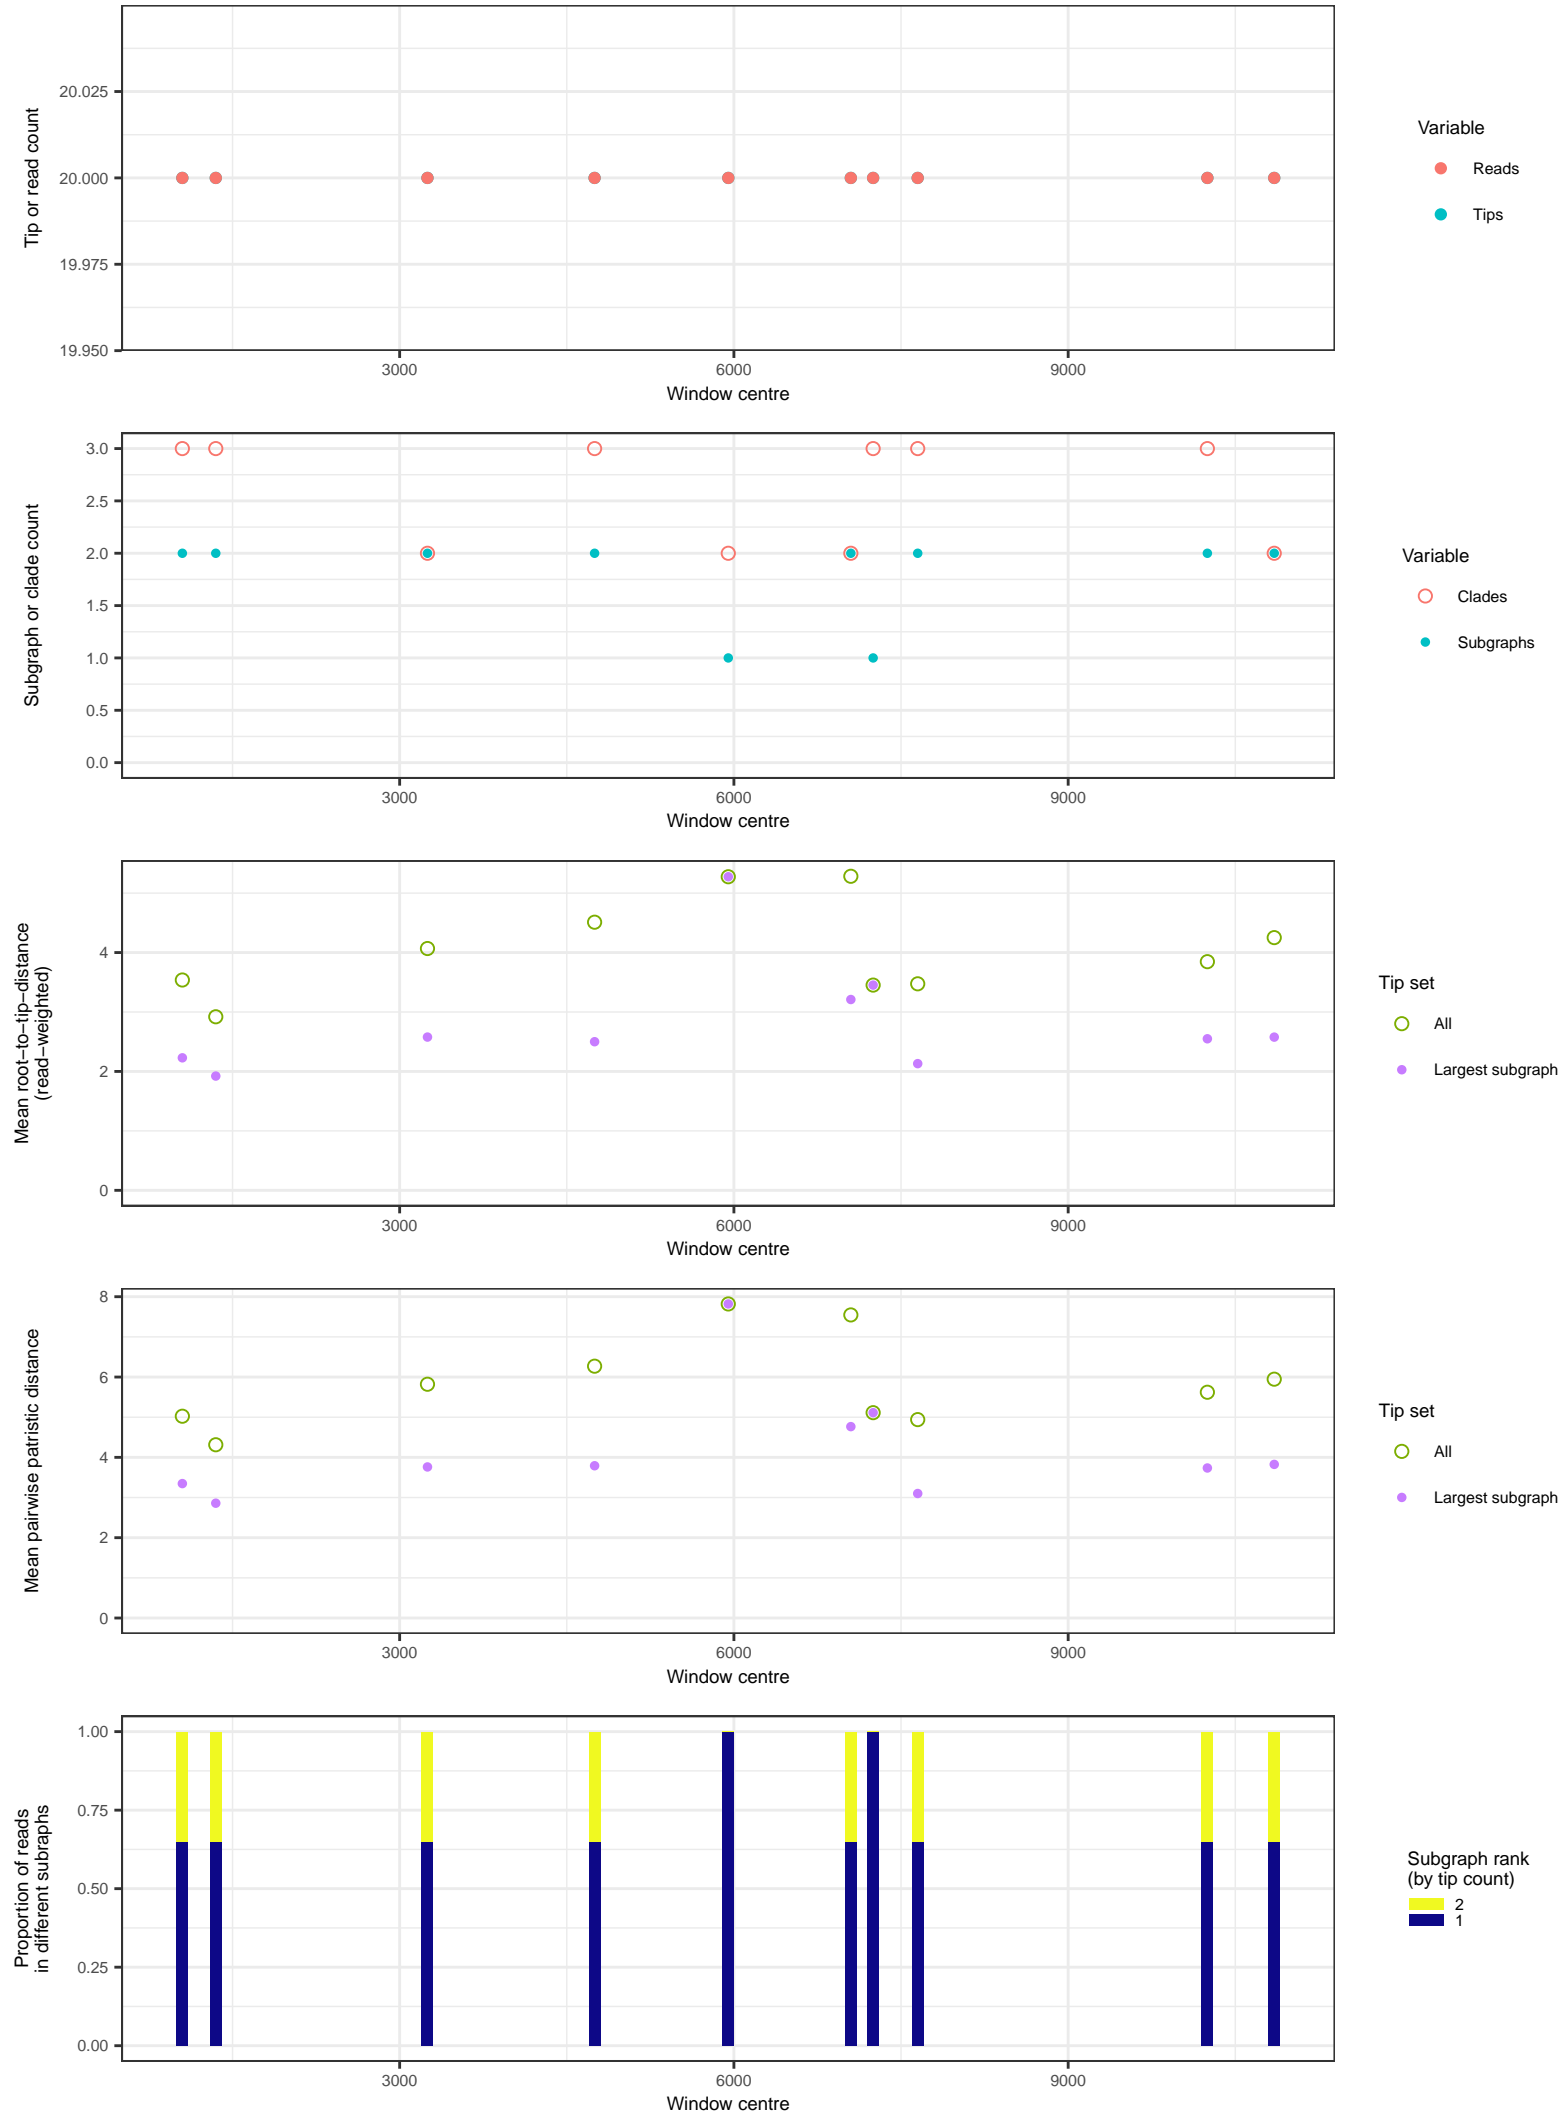 20.025
20.000
19.975
19.950
Tip or read count
3000 6000 9000
Window centre
Variable
Reads
Tips
3.0
2.5
2.0
1.5
1.0
0.5
0.0
Subgraph or clade count
3000 6000 9000
Window centre
Variable
Clades
Subgraphs
4
2
0
Mean root−to−tip−distance
(read−weighted)
3000 6000 9000
Window centre
Tip set
All
Largest subgraph
8
6
4
2
0
Mean pairwise patristic distance
3000 6000 9000
Window centre
Tip set
All
Largest subgraph
1.00
0.75
0.50
0.25
0.00
Proportion of reads
in different subraphs
3000 6000 9000
Window centre
Subgraph rank
(by tip count)
2
1